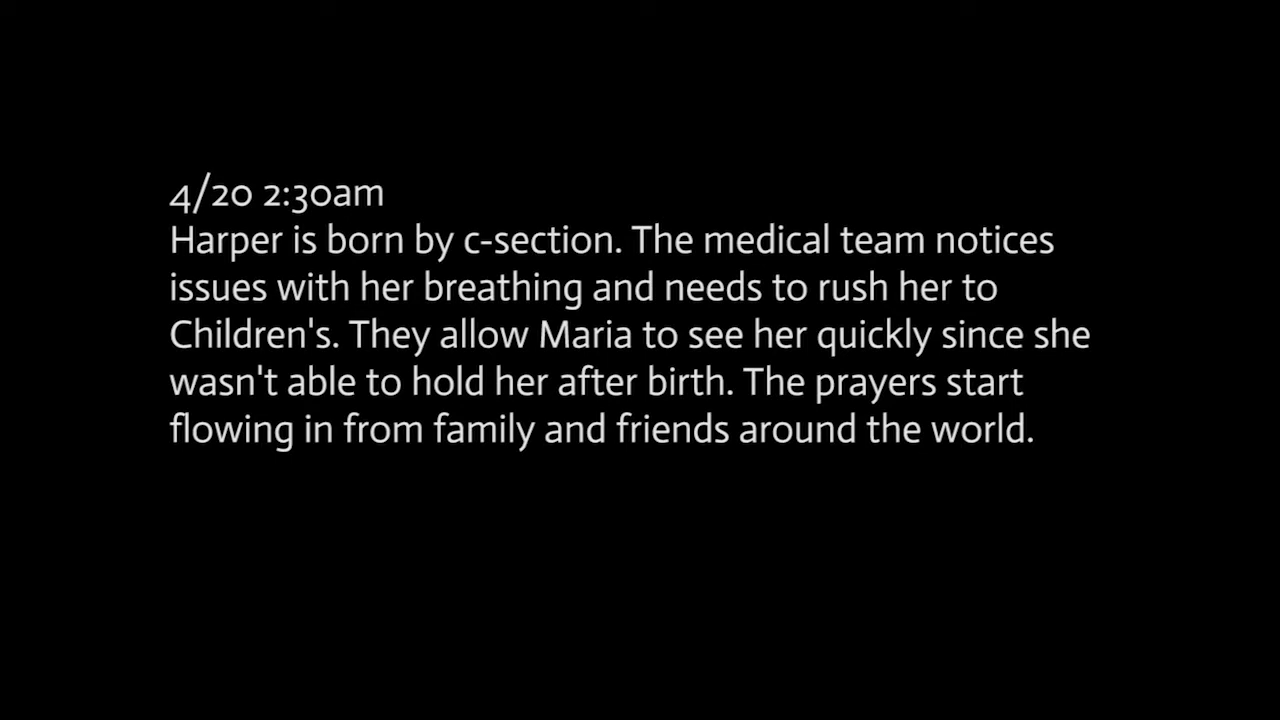 4/20 2:30am
Harper is born by c-section. The medical team notices
issues with her breathing and needs to rush her to
Children's. They allow Maria to see her quickly since she
wasn't able to hold her after birth. The prayers start
flowing in from family and friends around the world.